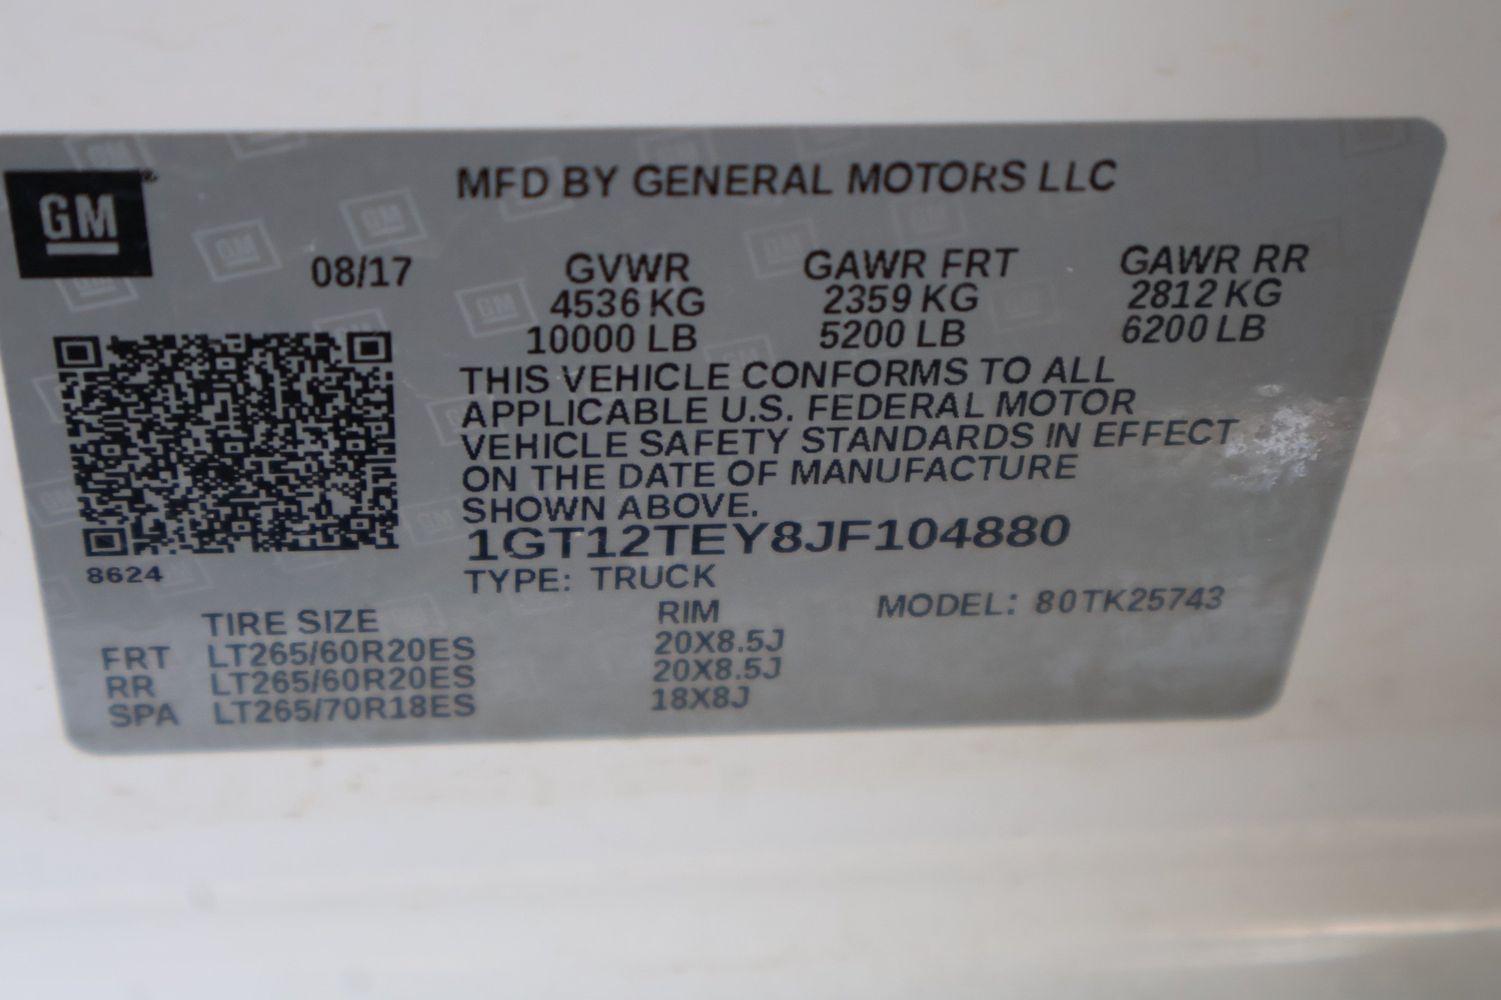 GM
MFD BY GENERAL MOTORS LLC
08/17 GVWR GAWR FRT GAWR RR
4536 KG 2359 KG 2812 KG
10000 LB 5200 LB 6200 LB
THIS VEHICLE CONFORMS TO ALL
APPLICABLE U.S. FEDERAL MOTOR
VEHICLE SAFETY STANDARDS IN EFFECT
ON THE DATE OF MANUFACTURE
SHOWN ABOVE.
1GT12TEY8JF104880
8624
TYPE: TRUCK
TIRE SIZE RIM MODEL: 80TK25743
FRT LT265/60R20ES 20X8.5J
RR LT265/60R20ES 20X8.5J
SPA LT265/70R18ES 18X8J